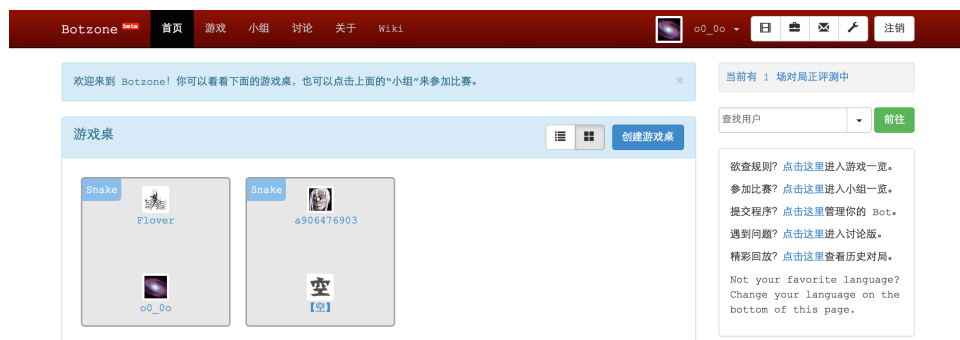 Botzone beta 首页 游戏 小组 讨论 关于 Wiki o0_0o 注销
欢迎来到 Botzone! 你可以看看下面的游戏桌，也可以点击上面的“小组”来参加比赛。 ×
当前有 1 场对局正评测中
查找用户 前往
游戏桌 创建游戏桌
Snake
Flover
o0_0o
Snake
a906476903
空
【空】
欲查规则? 点击这里进入游戏一览。
参加比赛? 点击这里进入小组一览。
提交程序? 点击这里管理你的 Bot。
遇到问题? 点击这里进入讨论版。
精彩回放? 点击这里查看历史对局。
Not your favorite language?
Change your language on the
bottom of this page.